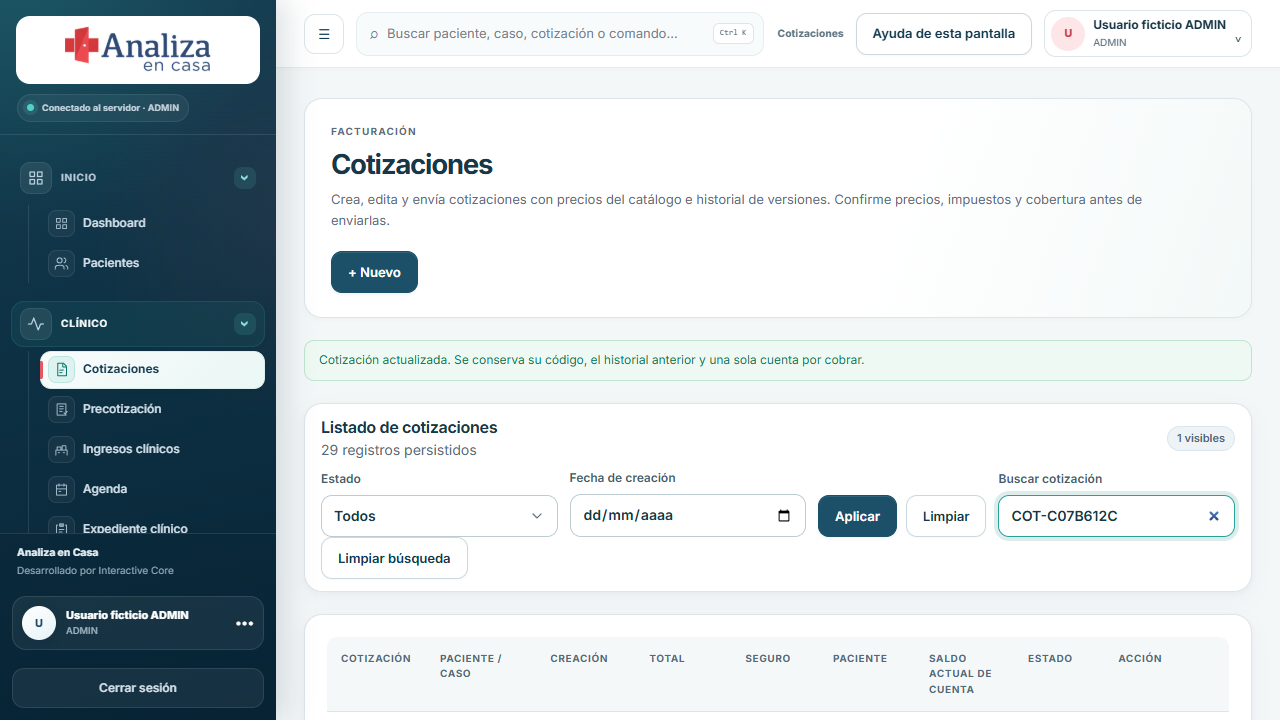 Analiza
en casa
Conectado al servidor · ADMIN
INICIO
Dashboard
Pacientes
CLÍNICO
Cotizaciones
Precotización
Ingresos clínicos
Agenda
Expediente clínico
Analiza en Casa
Desarrollado por Interactive Core
U
Usuario ficticio ADMIN
ADMIN
Cerrar sesión
Buscar paciente, caso, cotización o comando...
Ctrl K
Cotizaciones
Ayuda de esta pantalla
U
Usuario ficticio ADMIN
ADMIN
FACTURACIÓN
Cotizaciones
Crea, edita y envía cotizaciones con precios del catálogo e historial de versiones. Confirme precios, impuestos y cobertura antes de
enviarlas.
+ Nuevo
Cotización actualizada. Se conserva su código, el historial anterior y una sola cuenta por cobrar.
Listado de cotizaciones
29 registros persistidos
1 visibles
Estado
Fecha de creación
Buscar cotización
Todos
dd/mm/aaaa
Aplicar
Limpiar
COT-C07B612C
Limpiar búsqueda
COTIZACIÓN
PACIENTE /
CASO
CREACIÓN
TOTAL
SEGURO
PACIENTE
SALDO
ACTUAL DE
CUENTA
ESTADO
ACCIÓN